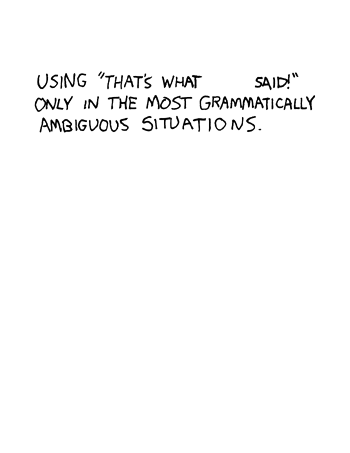 USING "THAT'S WHAT SAID!"
ONLY IN THE MOST GRAMMATICALLY
AMBIGUOUS SITUATIONS.